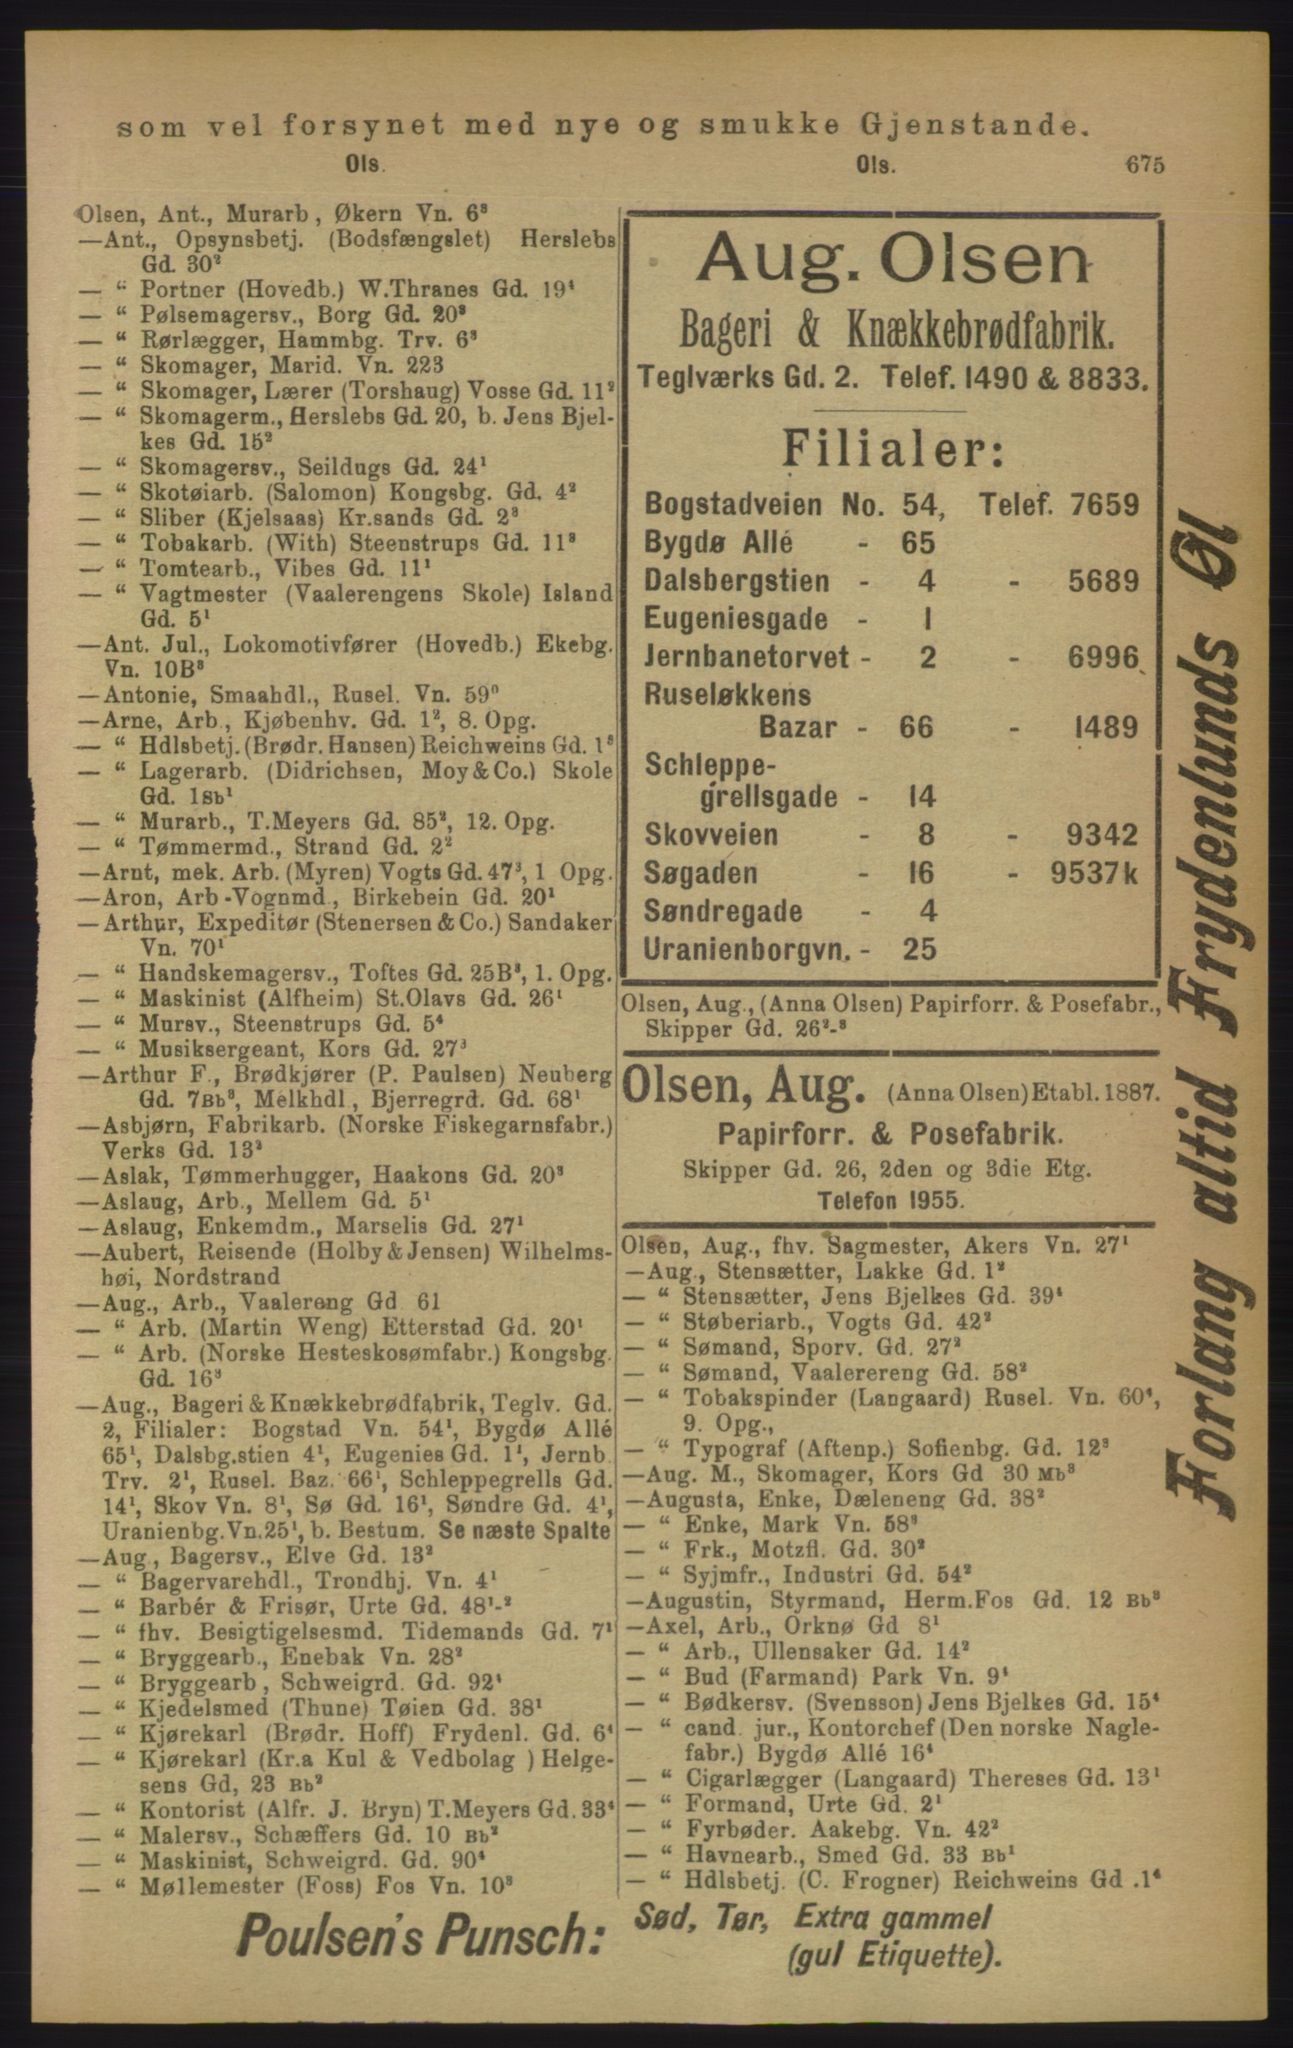 som vel forsynet med nye og smukke Gjenstande.
Ols.
Ols.
675
Olsen, Ant., Murarb, Økern Vn. 6³
—Ant., Opsynsbetj. (Bodsfængslet) Herslebs
Gd. 30²
— “ Portner (Hovedb.) W.Thranes Gd. 19⁴
— “ Pølsemagersv., Borg Gd. 20³
— “ Rørlægger, Hammbg. Trv. 6³
— “ Skomager, Marid. Vn. 223
— “ Skomager, Lærer (Torshaug) Vosse Gd. 11²
— “ Skomagerm., Herslebs Gd. 20, b. Jens Bjel-
kes Gd. 15²
— “ Skomagersv., Seildugs Gd. 24¹
— “ Skotøiarb. (Salomon) Kongsbg. Gd. 4²
— “ Sliber (Kjelsaas) Kr.sands Gd. 2³
— “ Tobakarb. (With) Steenstrups Gd. 11³
— “ Tomtearb., Vibes Gd. 11¹
— “ Vagtmester (Vaalerengens Skole) Island
Gd. 5¹
—Ant. Jul., Lokomotivfører (Hovedb.) Ekebg.
Vn. 10B³
—Antonie, Smaahdl., Rusel. Vn. 59⁰
—Arne, Arb., Kjøbenhv. Gd. 1², 8. Opg.
— “ Hdlsbetj. (Brødr. Hansen) Reichweins Gd. 1³
— “ Lagerarb. (Didrichsen, Moy & Co.) Skole
Gd. 1sb¹
— “ Murarb., T.Meyers Gd. 85², 12. Opg.
— “ Tømmermd., Strand Gd. 2²
—Arnt, mek. Arb. (Myren) Vogts Gd. 47³, 1 Opg.
—Aron, Arb-Vognmd., Birkebein Gd. 20¹
—Arthur, Expeditør (Stenersen & Co.) Sandaker
Vn. 70¹
— “ Handskemagersv., Toftes Gd. 25B³, 1. Opg.
— “ Maskinist (Alfheim) St.Olavs Gd. 26¹
— “ Mursv., Steenstrups Gd. 5⁴
— “ Musiksergeant, Kors Gd. 27³
—Arthur F., Brødkjører (P. Paulsen) Neuberg
Gd. 7Bb³, Melkhdl, Bjerregrd. Gd. 68¹
—Asbjørn, Fabrikarb. (Norske Fiskegarnsfabr.)
Verks Gd. 13²
—Aslak, Tømmerhugger, Haakons Gd. 20³
—Aslaug, Arb., Mellem Gd. 5¹
—Aslaug, Enkemdm., Marselis Gd. 27¹
—Aubert, Reisende (Holby & Jensen) Wilhelms-
høi, Nordstrand
—Aug., Arb., Vaalereng Gd 61
— “ Arb. (Martin Weng) Etterstad Gd. 20¹
— “ Arb. (Norske Hesteskosømfabr.) Kongsbg.
Gd. 16³
—Aug., Bageri & Knækkebrødfabrik, Teglv. Gd.
2, Filialer: Bogstad Vn. 54¹, Bygdø Allé
65¹, Dalsbg.stien 4¹, Eugenies Gd. 1¹, Jernb.
Trv. 2¹, Rusel. Baz. 66¹, Schleppegrells Gd.
14¹, Skov Vn. 8¹, Sø Gd. 16¹, Søndre Gd. 4¹,
Uranienbg.Vn.25¹, b. Bestum. Se næste Spalte
—Aug, Bagersv., Elve Gd. 13²
— “ Bagervarehdl., Trondhj. Vn. 4¹
— “ Barbér & Frisør, Urte Gd. 48¹-²
— “ fhv. Besigtigelsesmd. Tidemands Gd. 7¹
— “ Bryggearb., Enebak Vn. 28²
— “ Bryggearb, Schweigrd. Gd. 92⁴
— “ Kjedelsmed (Thune) Tøien Gd. 38¹
— “ Kjørekarl (Brødr. Hoff) Frydenl. Gd. 6⁴
— “ Kjørekarl (Kr.a Kul & Vedbolag) Helge-
sens Gd, 23 Bb²
— “ Kontorist (Alfr. J. Bryn) T.Meyers Gd. 33⁴
— “ Malersv., Schæffers Gd. 10 Bb²
— “ Maskinist, Schweigrd. Gd. 90⁴
— “ Møllemester (Foss) Fos Vn. 10³
Aug. Olsen
Bageri & Knækkebrødfabrik.
Teglværks Gd. 2. Telef. 1490 & 8833.
Filialer:
Bogstadveien No. 54, Telef. 7659
Bygdø Allé - 65
Dalsbergstien - 4 - 5689
Eugeniesgade - 1
Jernbanetorvet - 2 - 6996
Ruseløkkens
Bazar - 66 - 1489
Schleppe-
grellsgade - 14
Skovveien - 8 - 9342
Søgaden - 16 - 9537k
Søndregade - 4
Uranienborgvn. - 25
Olsen, Aug., (Anna Olsen) Papirforr. & Posefabr.,
Skipper Gd. 26²-³
Olsen, Aug. (Anna Olsen) Etabl. 1887.
Papirforr. & Posefabrik.
Skipper Gd. 26, 2den og 3die Etg.
Telefon 1955.
Olsen, Aug., fhv. Sagmester, Akers Vn. 27¹
—Aug., Stensætter, Lakke Gd. 1²
— “ Stensætter, Jens Bjelkes Gd. 39⁴
— “ Støberiarb., Vogts Gd. 42²
— “ Sømand, Sporv. Gd. 27²
— “ Sømand, Vaalerereng Gd. 58²
— “ Tobakspinder (Langaard) Rusel. Vn. 60⁴,
9. Opg.,
— “ Typograf (Aftenp.) Sofienbg. Gd. 12³
—Aug. M., Skomager, Kors Gd 30 Mb³
—Augusta, Enke, Dæleneng Gd. 38²
— “ Enke, Mark Vn. 58³
— “ Frk., Motzfl. Gd. 30²
— “ Syjmfr., Industri Gd. 54²
—Augustin, Styrmand, Herm.Fos Gd. 12 Bb³
—Axel, Arb., Orknø Gd 8¹
— “ Arb., Ullensaker Gd. 14²
— “ Bud (Farmand) Park Vn. 9⁴
— “ Bødkersv. (Svensson) Jens Bjelkes Gd. 15⁴
— “ cand. jur., Kontorchef (Den norske Nagle-
fabr.) Bygdø Allé 16⁴
— “ Cigarlægger (Langaard) Thereses Gd. 13¹
— “ Formand, Urte Gd. 2¹
— “ Fyrbøder. Aakebg. Vn. 42²
— “ Havnearb., Smed Gd. 33 Bb¹
— “ Hdlsbetj. (C. Frogner) Reichweins Gd .1⁴
Forlang altid Frydenlunds Øl
Poulsen's Punsch: Sød, Tør, Extra gammel
(gul Etiquette).